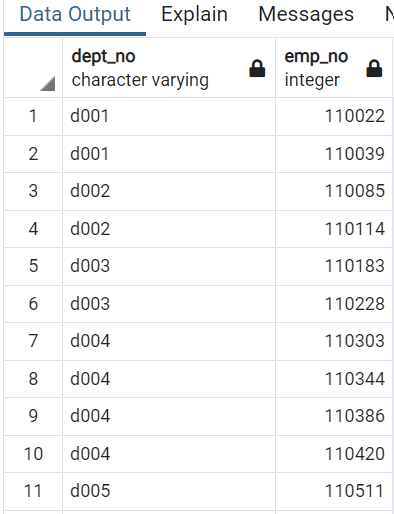 Data Output Explain Messages N
dept_no emp_no
character varying integer
1 d001 110022
2 d001 110039
3 d002 110085
4 d002 110114
5 d003 110183
6 d003 110228
7 d004 110303
8 d004 110344
9 d004 110386
10 d004 110420
11 d005 110511